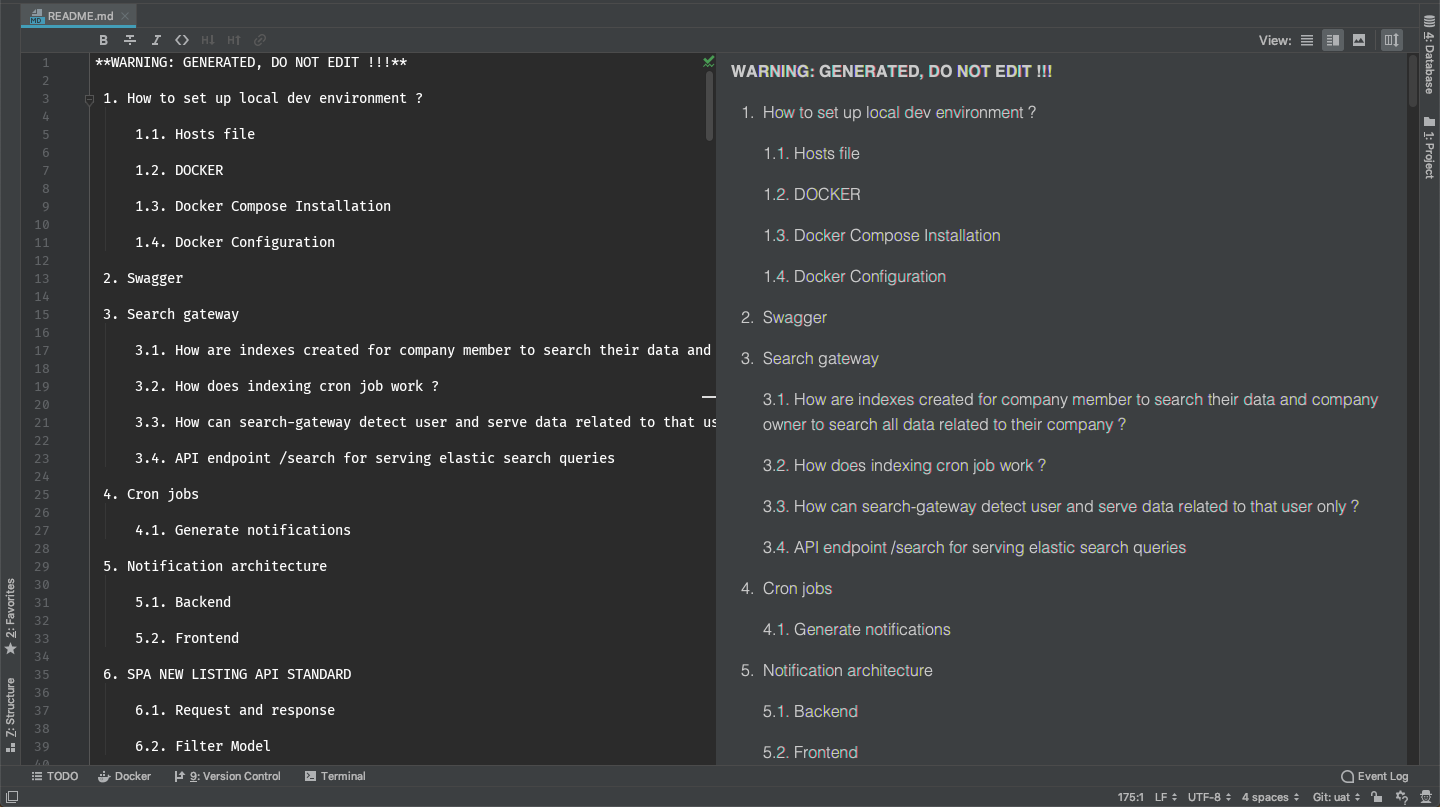 README.md
View:
1 **WARNING: GENERATED, DO NOT EDIT !!!**
2
3 1. How to set up local dev environment ?
4
5 1.1. Hosts file
6
7 1.2. DOCKER
8
9 1.3. Docker Compose Installation
10
11 1.4. Docker Configuration
12
13 2. Swagger
14
15 3. Search gateway
16
17 3.1. How are indexes created for company member to search their data and
18
19 3.2. How does indexing cron job work ?
20
21 3.3. How can search-gateway detect user and serve data related to that us
22
23 3.4. API endpoint /search for serving elastic search queries
24
25 4. Cron jobs
26
27 4.1. Generate notifications
28
29 5. Notification architecture
30
31 5.1. Backend
32
33 5.2. Frontend
34
35 6. SPA NEW LISTING API STANDARD
36
37 6.1. Request and response
38
39 6.2. Filter Model
40
WARNING: GENERATED, DO NOT EDIT !!!
1. How to set up local dev environment ?
1.1. Hosts file
1.2. DOCKER
1.3. Docker Compose Installation
1.4. Docker Configuration
2. Swagger
3. Search gateway
3.1. How are indexes created for company member to search their data and company
owner to search all data related to their company ?
3.2. How does indexing cron job work ?
3.3. How can search-gateway detect user and serve data related to that user only ?
3.4. API endpoint /search for serving elastic search queries
4. Cron jobs
4.1. Generate notifications
5. Notification architecture
5.1. Backend
5.2. Frontend
4: Database
1: Project
2: Favorites
7: Structure
TODO Docker 9: Version Control Terminal Event Log
175:1 LF UTF-8 4 spaces Git: uat